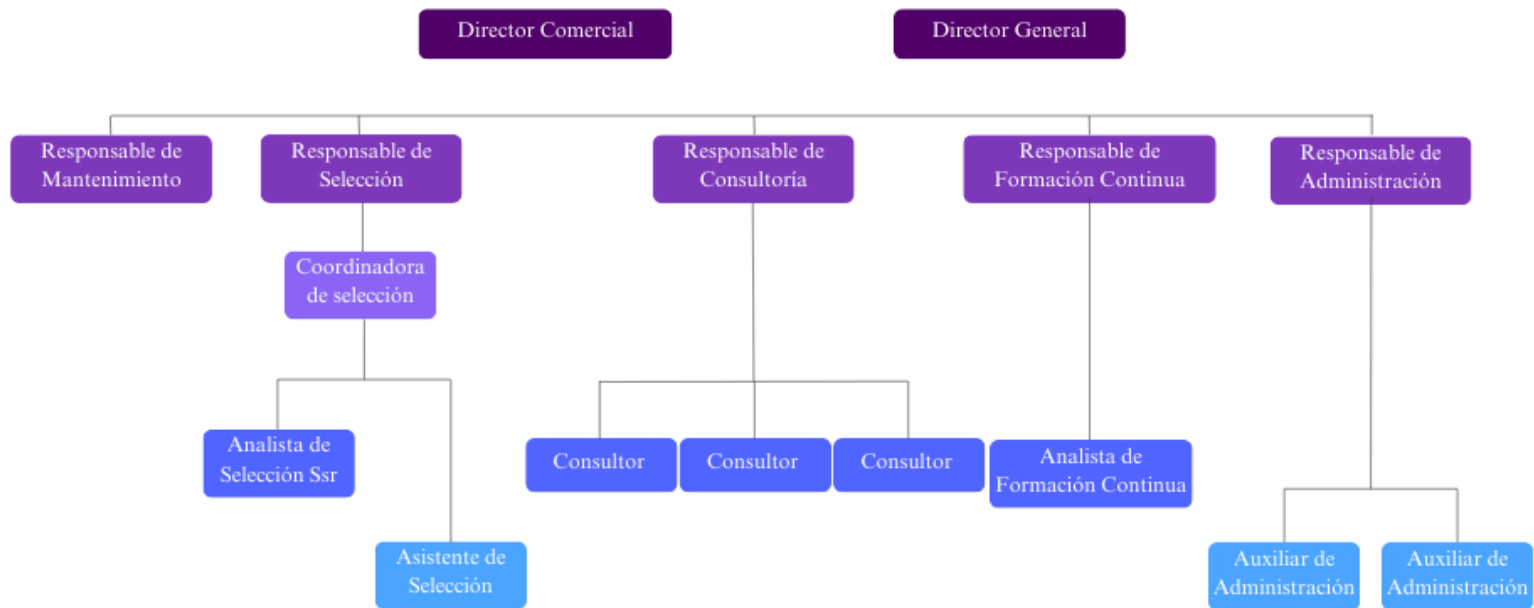 Director Comercial
Director General
Responsable de
Mantenimiento
Responsable de
Selección
Responsable de
Consultoría
Responsable de
Formación Continua
Responsable de
Administración
Coordinadora
de selección
Analista de
Selección Ssr
Consultor
Consultor
Consultor
Analista de
Formación Continua
Asistente de
Selección
Auxiliar de
Administración
Auxiliar de
Administración